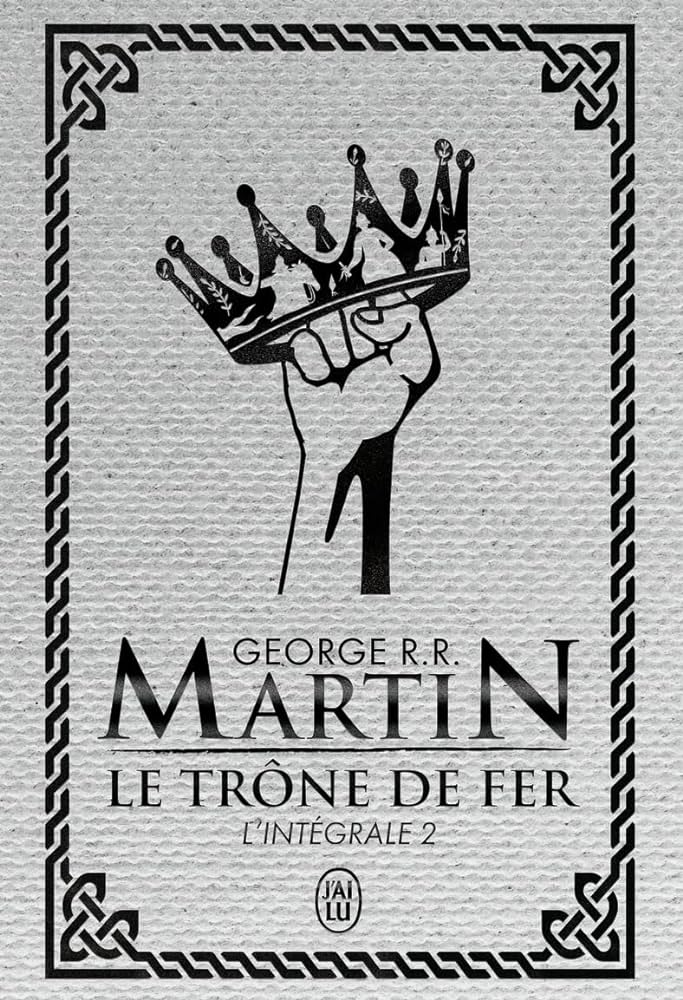 GEORGE R.R.
MARTIN
LE TRÔNE DE FER
L'INTÉGRALE 2
J'AI
LU